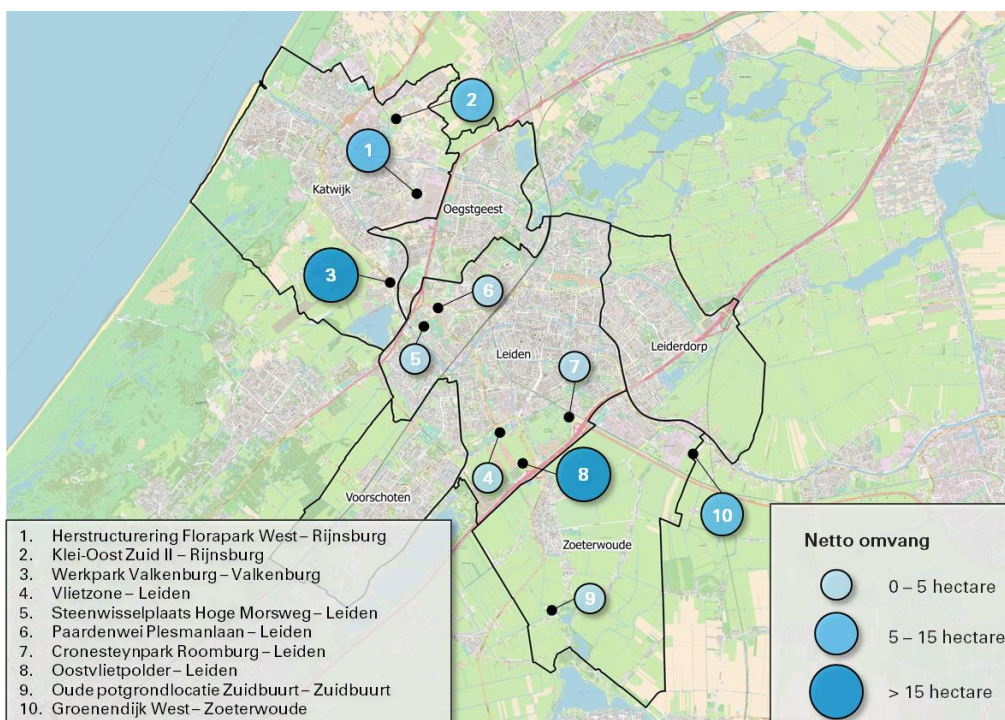 2
1
Katwijk
Oegstgeest
3
6
5
Leiden
Leiderdorp
7
4
8
Voorschoten
10
Zoeterwoude
9
1. Herstructurering Florapark West – Rijnsburg
2. Klei-Oost Zuid II – Rijnsburg
3. Werkpark Valkenburg – Valkenburg
4. Vlietzone – Leiden
5. Steenwisselplaats Hoge Morsweg – Leiden
6. Paardenwei Plesmanlaan – Leiden
7. Cronesteynpark Roomburg – Leiden
8. Oostvlietpolder – Leiden
9. Oude potgrondlocatie Zuidbuurt – Zuidbuurt
10. Groenendijk West – Zoeterwoude
Netto omvang
0 – 5 hectare
5 – 15 hectare
> 15 hectare